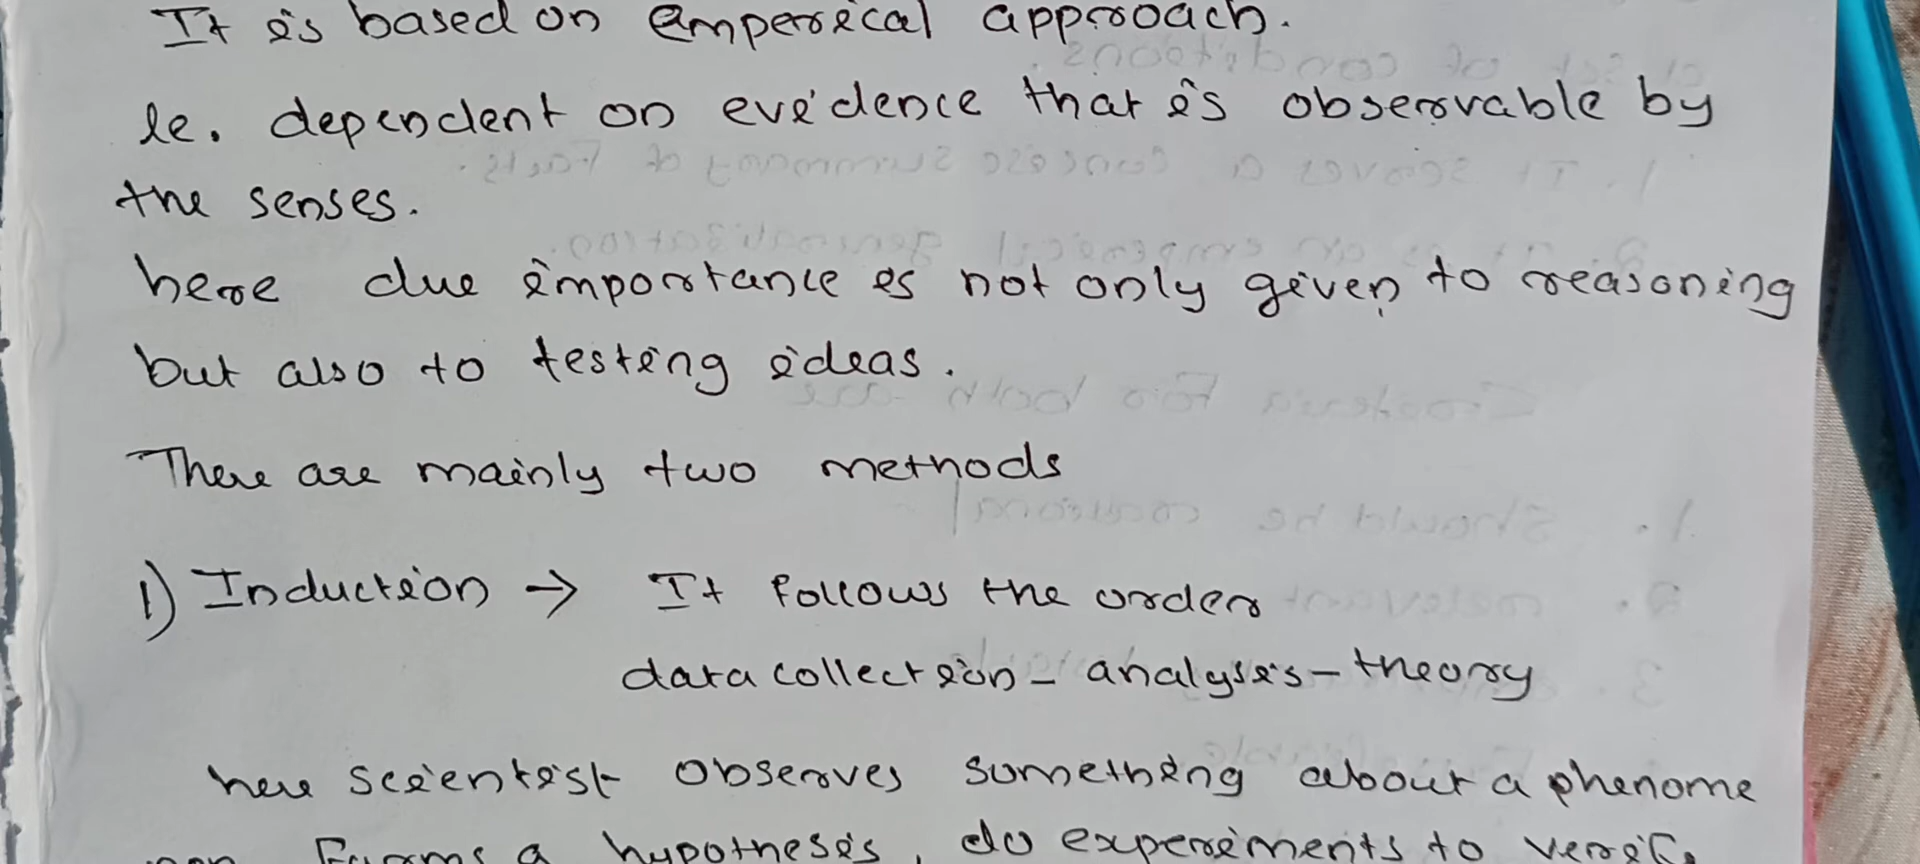 It is based on emperical approach.
ie. dependent on evidence that is observable by
the senses.
here due importance is not only given to reasoning
but also to testing ideas.
There are mainly two methods
1) Induction → It follows the order
data collection - analysis - theory
here scientist observes something about a phenome
non. Forms a hypothesis, do experiments to verify